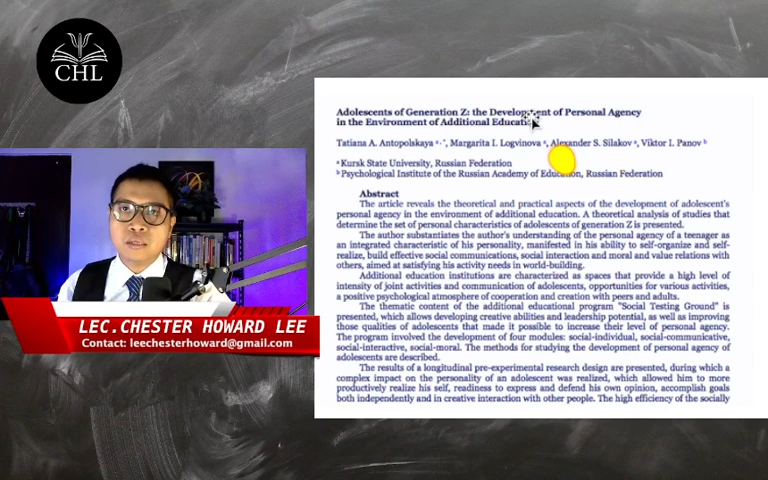 CHL
Adolescents of Generation Z: the Development of Personal Agency
in the Environment of Additional Education
Tatiana A. Antopolskaya a, *, Margarita I. Logvinova a, Alexander S. Silakov a, Viktor I. Panov b
a Kursk State University, Russian Federation
b Psychological Institute of the Russian Academy of Education, Russian Federation
Abstract
The article reveals the theoretical and practical aspects of the development of adolescent's
personal agency in the environment of additional education. A theoretical analysis of studies that
determine the set of personal characteristics of adolescents of generation Z is presented.
The author substantiates the author's understanding of the personal agency of a teenager as
an integrated characteristic of his personality, manifested in his ability to self-organize and self-
realize, build effective social communications, social interaction and moral and value relations with
others, aimed at satisfying his activity needs in world-building.
Additional education institutions are characterized as spaces that provide a high level of
intensity of joint activities and communication of adolescents, opportunities for various activities,
a positive psychological atmosphere of cooperation and creation with peers and adults.
The thematic content of the additional educational program "Social Testing Ground" is
presented, which allows developing creative abilities and leadership potential, as well as improving
those qualities of adolescents that made it possible to increase their level of personal agency.
The program involved the development of four modules: social-individual, social-communicative,
social-interactive, social-moral. The methods for studying the development of personal agency of
adolescents are described.
The results of a longitudinal pre-experimental research design are presented, during which a
complex impact on the personality of an adolescent was realized, which allowed him to more
productively realize his self, readiness to express and defend his own opinion, accomplish goals
both independently and in creative interaction with other people. The high efficiency of the socially
LEC.CHESTER HOWARD LEE
Contact: leechesterhoward@gmail.com